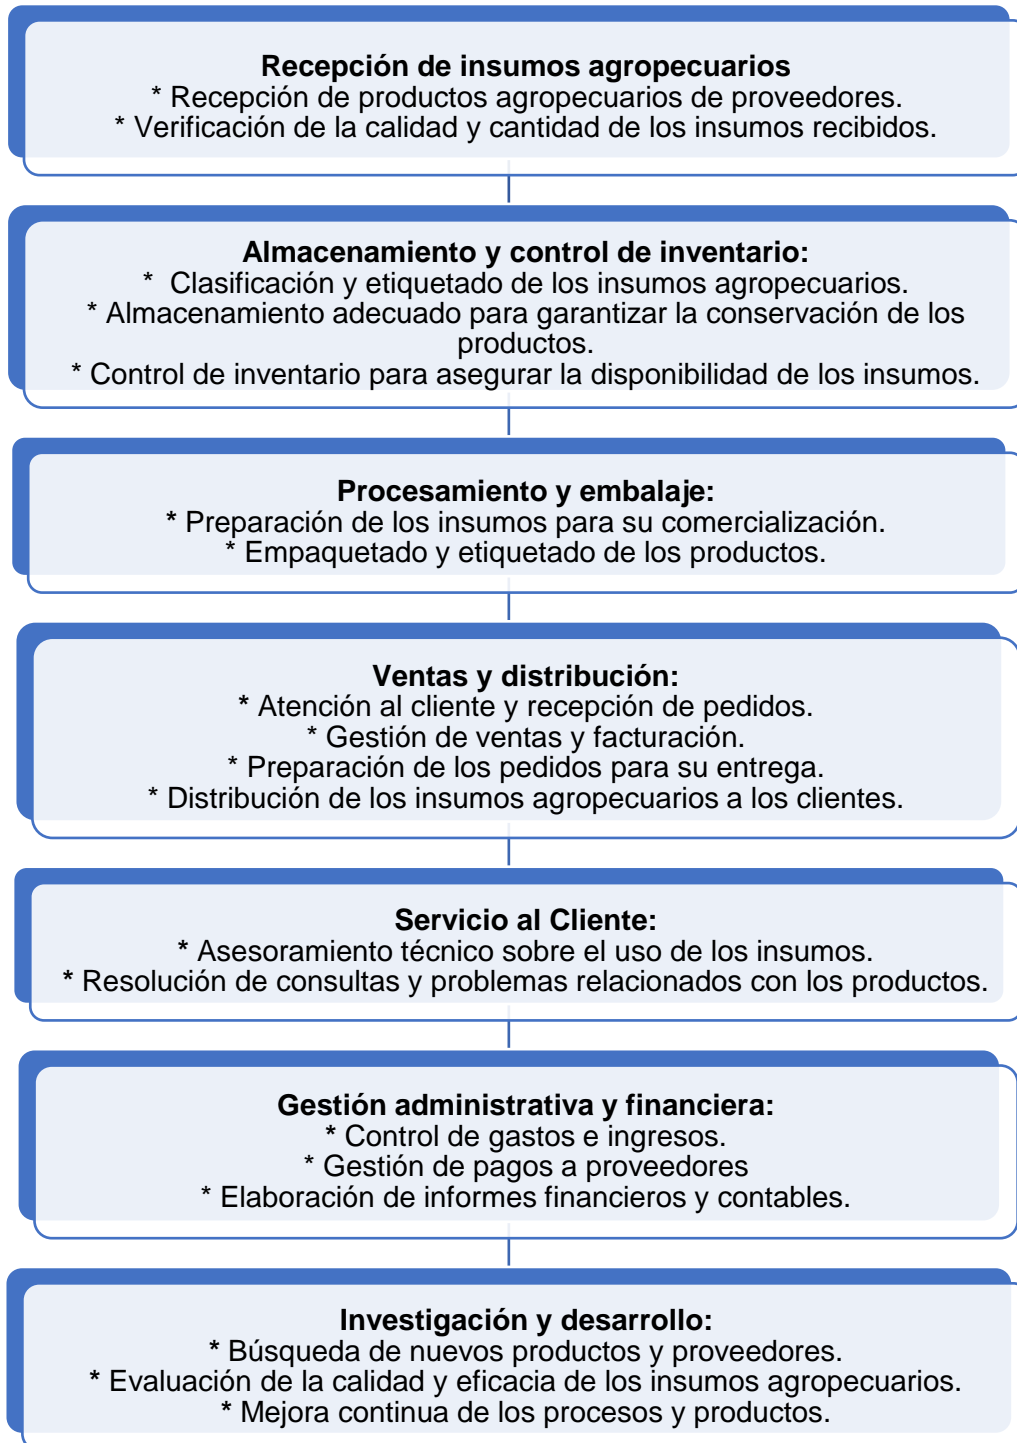 Recepción de insumos agropecuarios
* Recepción de productos agropecuarios de proveedores.
* Verificación de la calidad y cantidad de los insumos recibidos.
Almacenamiento y control de inventario:
* Clasificación y etiquetado de los insumos agropecuarios.
* Almacenamiento adecuado para garantizar la conservación de los
productos.
* Control de inventario para asegurar la disponibilidad de los insumos.
Procesamiento y embalaje:
* Preparación de los insumos para su comercialización.
* Empaquetado y etiquetado de los productos.
Ventas y distribución:
* Atención al cliente y recepción de pedidos.
* Gestión de ventas y facturación.
* Preparación de los pedidos para su entrega.
* Distribución de los insumos agropecuarios a los clientes.
Servicio al Cliente:
* Asesoramiento técnico sobre el uso de los insumos.
* Resolución de consultas y problemas relacionados con los productos.
Gestión administrativa y financiera:
* Control de gastos e ingresos.
* Gestión de pagos a proveedores
* Elaboración de informes financieros y contables.
Investigación y desarrollo:
* Búsqueda de nuevos productos y proveedores.
* Evaluación de la calidad y eficacia de los insumos agropecuarios.
* Mejora continua de los procesos y productos.